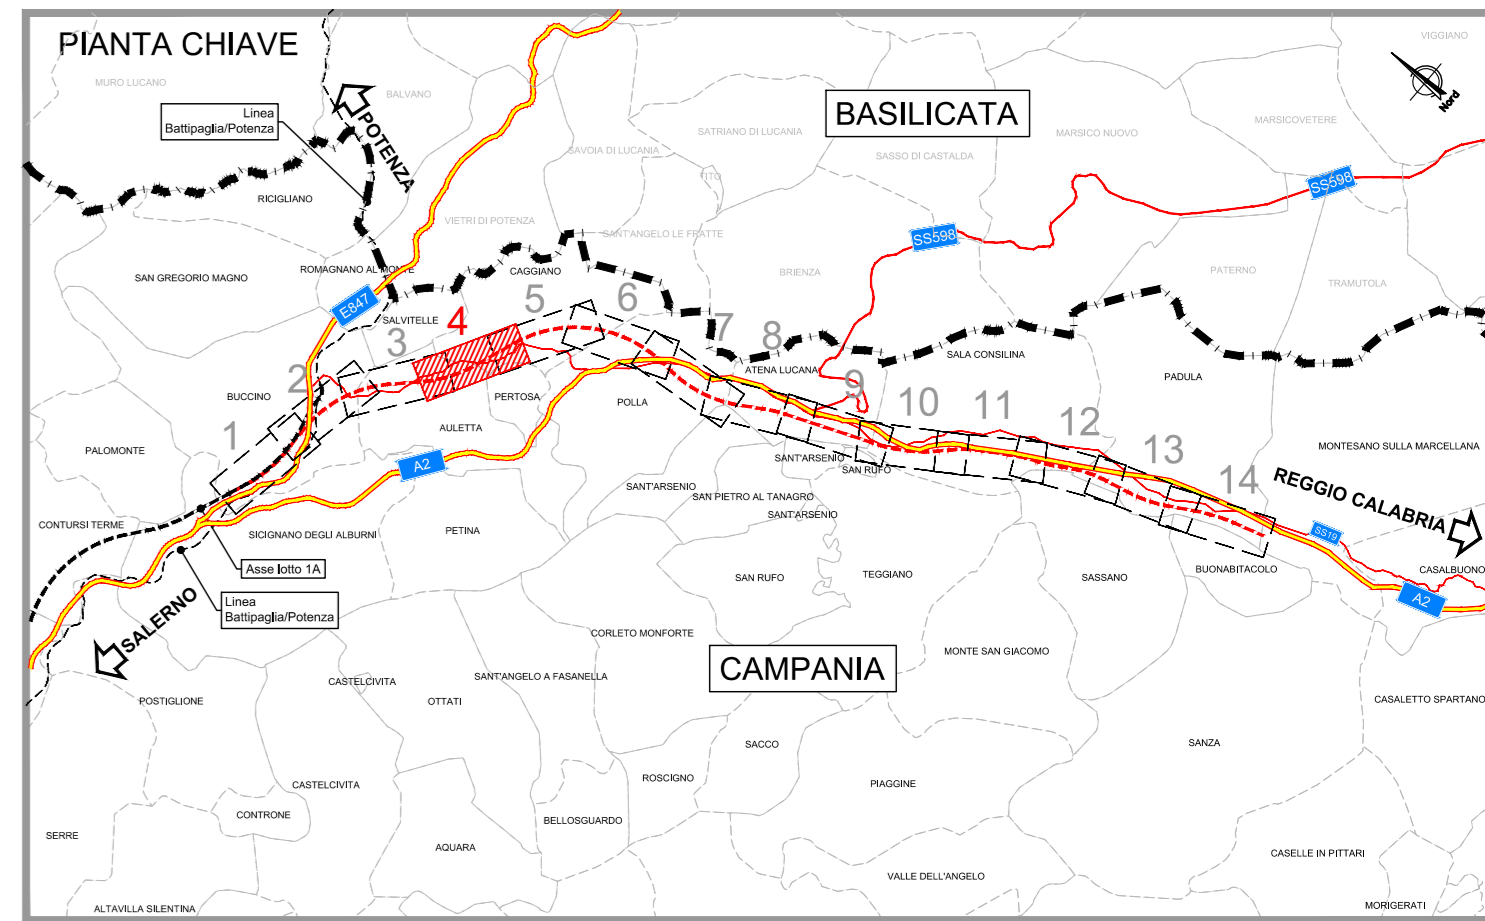 PIANTA CHIAVE
VIGGIANO
MURO LUCANO
BALVANO
Nord
Linea
Battipaglia/Potenza
POTENZA
BASILICATA
SATRIANO DI LUCANIA
MARSICO NUOVO
MARSICOVETERE
SAVOIA DI LUCANIA
SASSO DI CASTALDA
TITO
SS598
RICIGLIANO
VIETRI DI POTENZA
SANT'ANGELO LE FRATTE
SS598
SAN GREGORIO MAGNO
ROMAGNANO AL MONTE
CAGGIANO
BRIENZA
PATERNO
TRAMUTOLA
E847
SALVITELLE
3
4
5
6
7
8
SALA CONSILINA
ATENA LUCANA
PADULA
2
BUCCINO
PERTOSA
POLLA
9
10
11
12
1
AULETTA
PALOMONTE
A2
SANT'ARSENIO
SAN RUFO
13
14
MONTESANO SULLA MARCELLANA
REGGIO CALABRIA
SANT'ARSENIO
SAN PIETRO AL TANAGRO
SANT'ARSENIO
CONTURSI TERME
SICIGNANO DEGLI ALBURNI
PETINA
SS19
Asse lotto 1A
SAN RUFO
TEGGIANO
SASSANO
BUONABITACOLO
CASALBUONO
A2
Linea
Battipaglia/Potenza
SALERNO
CORLETO MONFORTE
CAMPANIA
MONTE SAN GIACOMO
CASTELCIVITA
SANT'ANGELO A FASANELLA
POSTIGLIONE
OTTATI
CASALETTO SPARTANO
SACCO
SANZA
ROSCIGNO
PIAGGINE
CASTELCIVITA
CONTRONE
BELLOSGUARDO
SERRE
AQUARA
CASELLE IN PITTARI
VALLE DELL'ANGELO
ALTAVILLA SILENTINA
MORIGERATI